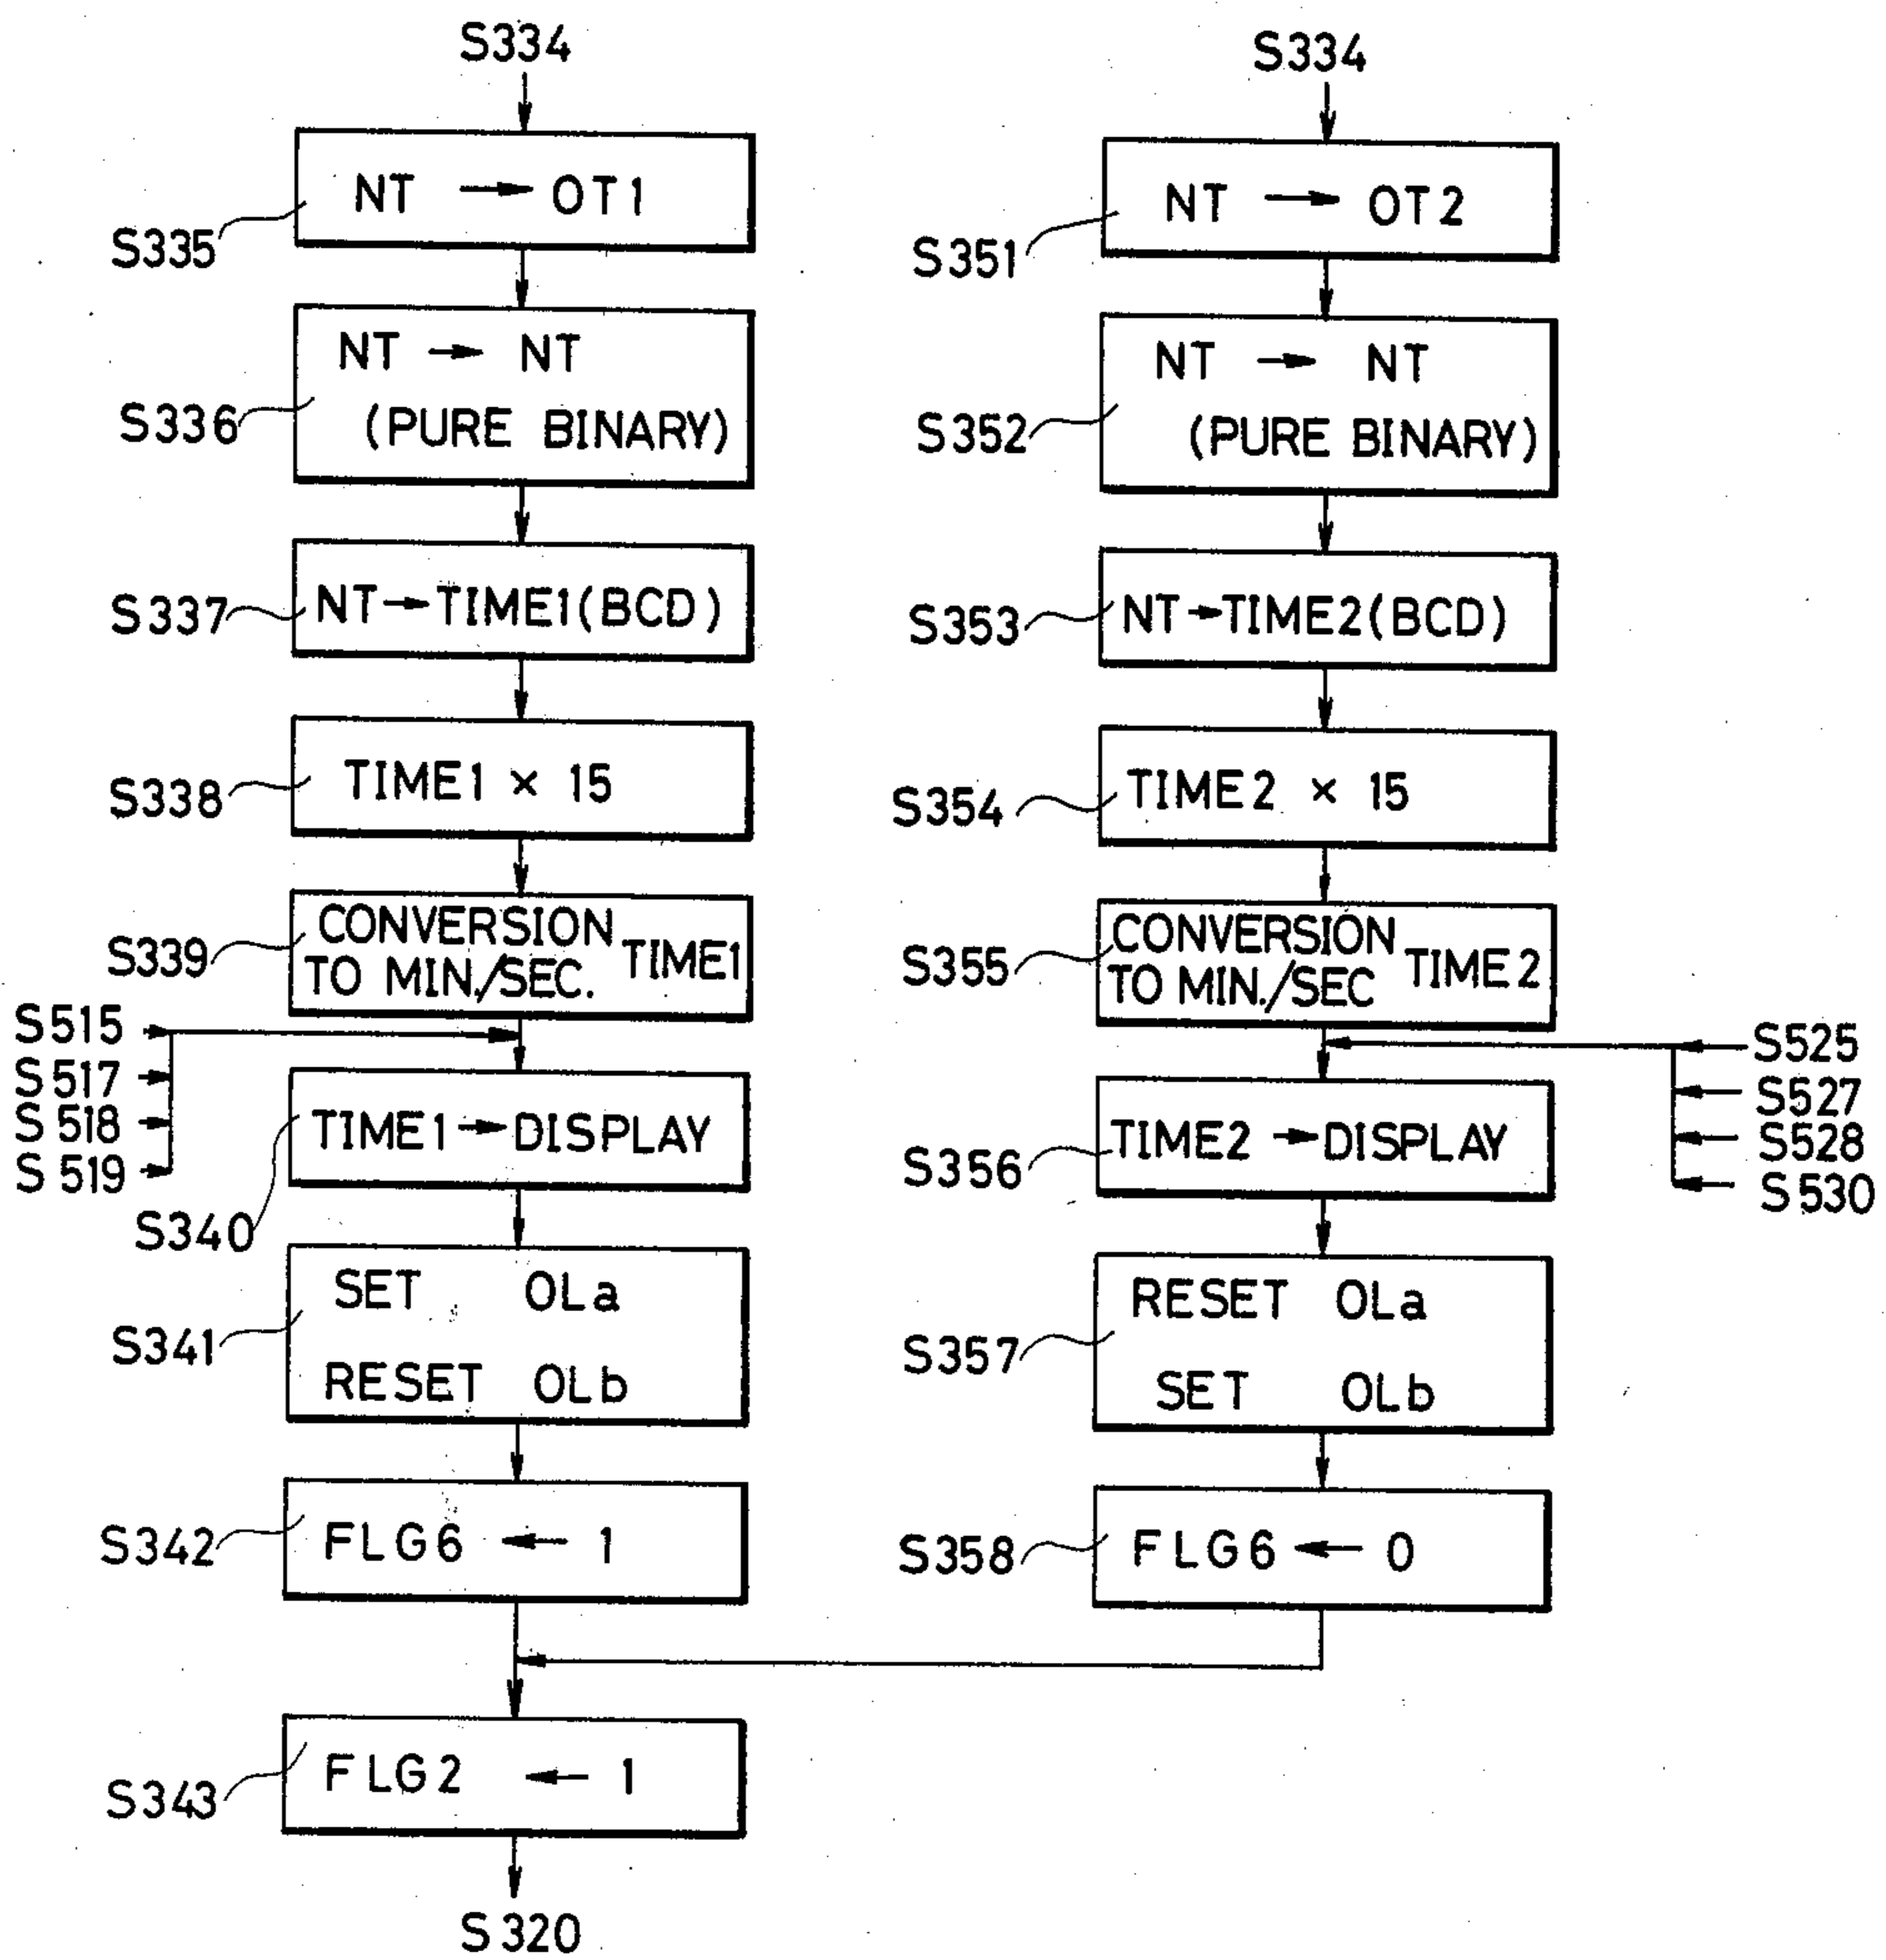 S334
NT → OT1
S335
NT → NT
(PURE BINARY)
S336
NT→TIME1(BCD)
S337
TIME1 × 15
S338
CONVERSION
TO MIN./SEC.
TIME1
S339
S515
S517
S518
S519
TIME1→DISPLAY
S340
SET OLa
RESET OLb
S341
FLG6 ← 1
S342
FLG2 ← 1
S343
S320
S334
NT → OT2
S351
NT → NT
(PURE BINARY)
S352
NT→TIME2(BCD)
S353
TIME2 × 15
S354
CONVERSION
TO MIN./SEC
TIME2
S355
S525
S527
S528
S530
TIME2→DISPLAY
S356
RESET OLa
SET OLb
S357
FLG6 ← 0
S358